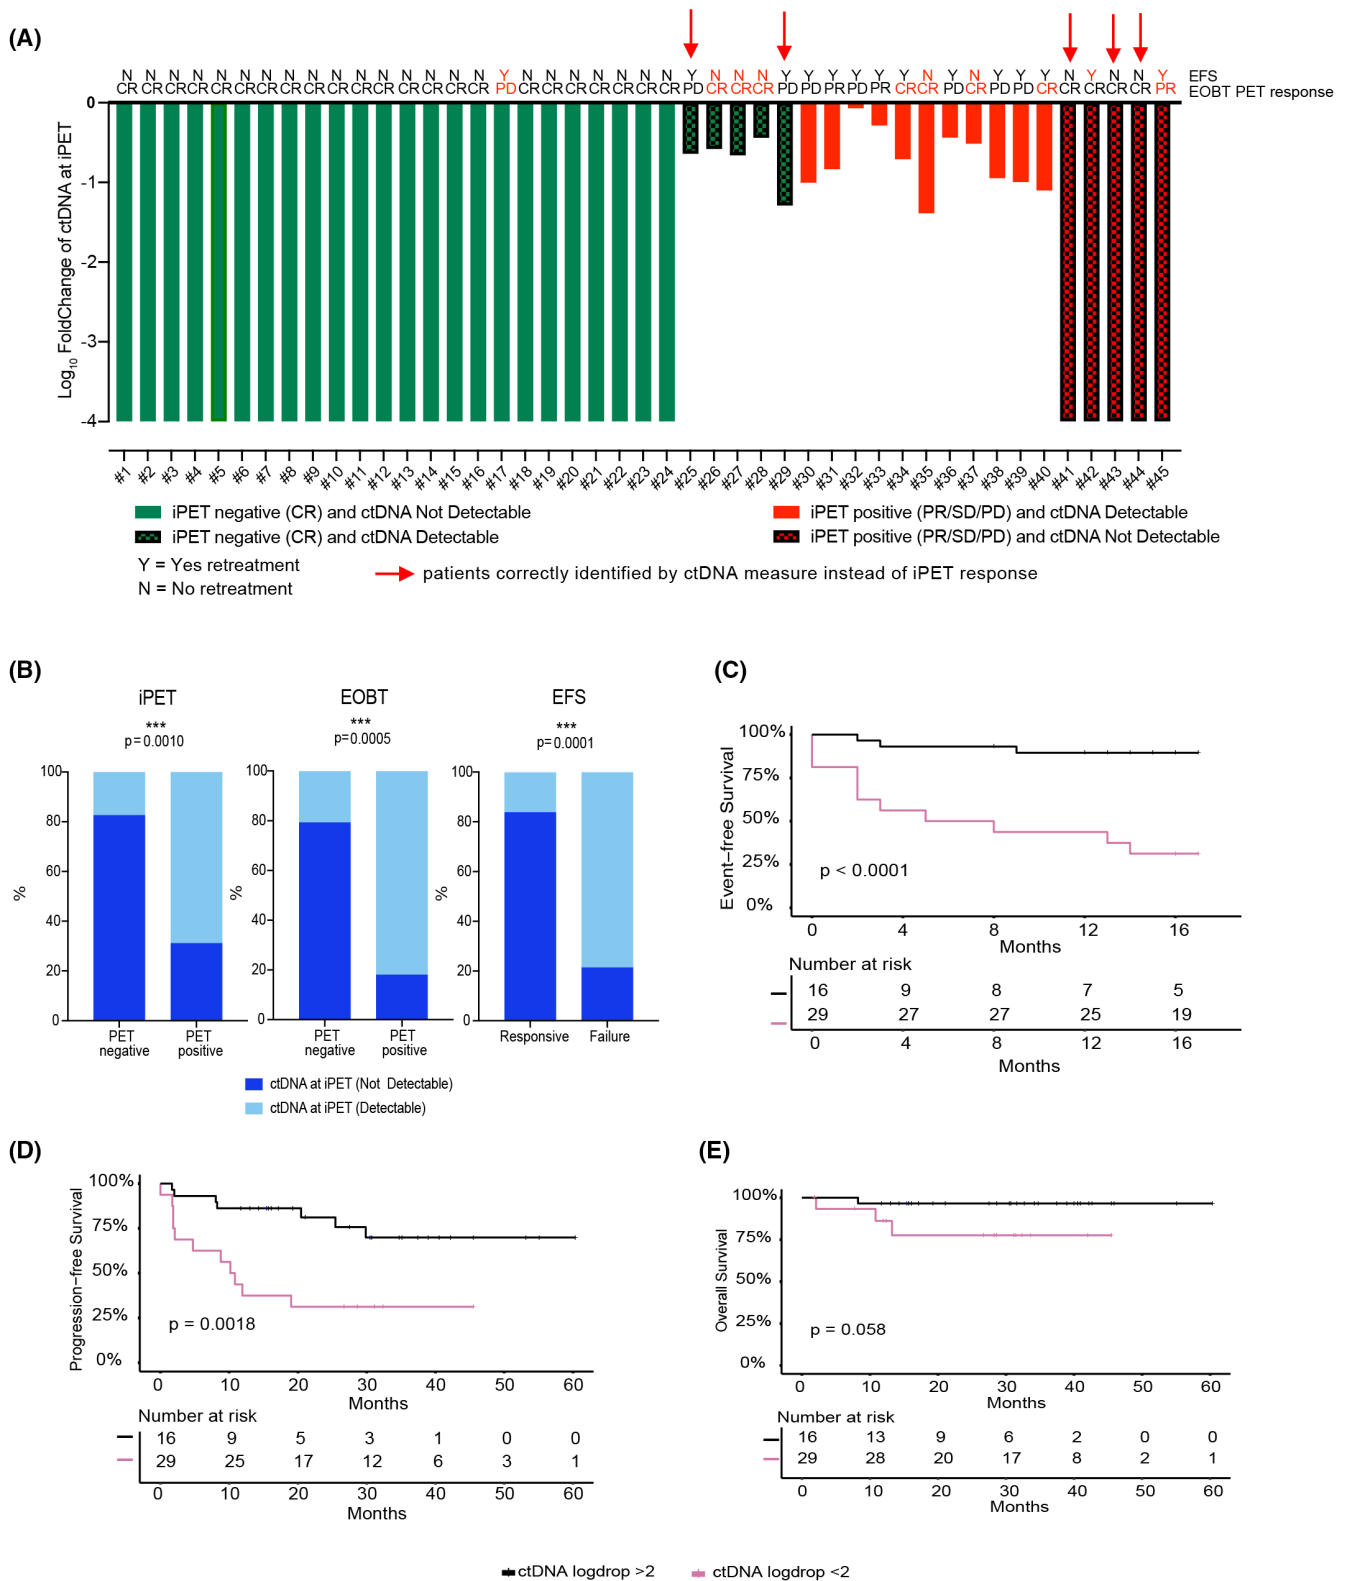 (A)
N N N N N N N N N N N N N N N N Y N N N N N N N Y N N N Y Y Y Y Y Y N Y N Y Y Y N Y N N Y EFS
CR CR CR CR CR CR CR CR CR CR CR CR CR CR CR CR PD CR CR CR CR CR CR CR PD CR CR CR PD PD PR PD PR CR CR PD CR PD PD CR CR CR CR CR PR EOBT PET response
Log10 FoldChange of ctDNA at iPET
0
-1
-2
-3
-4
#1 #2 #3 #4 #5 #6 #7 #8 #9 #10 #11 #12 #13 #14 #15 #16 #17 #18 #19 #20 #21 #22 #23 #24 #25 #26 #27 #28 #29 #30 #31 #32 #33 #34 #35 #36 #37 #38 #39 #40 #41 #42 #43 #44 #45
iPET negative (CR) and ctDNA Not Detectable
iPET positive (PR/SD/PD) and ctDNA Detectable
iPET negative (CR) and ctDNA Detectable
iPET positive (PR/SD/PD) and ctDNA Not Detectable
Y = Yes retreatment
patients correctly identified by ctDNA measure instead of iPET response
N = No retreatment
(B)
iPET
***
p=0.0010
%
100
80
60
40
20
0
PET negative
PET positive
EOBT
***
p=0.0005
%
100
80
60
40
20
0
PET negative
PET positive
EFS
***
p=0.0001
%
100
80
60
40
20
0
Responsive
Failure
ctDNA at iPET (Not Detectable)
ctDNA at iPET (Detectable)
(C)
Event-free Survival
100%
75%
50%
25%
0%
p < 0.0001
0 4 8 12 16
Months
Number at risk
16 9 8 7 5
29 27 27 25 19
0 4 8 12 16
Months
(D)
Progression-free Survival
100%
75%
50%
25%
0%
p = 0.0018
0 10 20 30 40 50 60
Months
Number at risk
16 9 5 3 1 0 0
29 25 17 12 6 3 1
0 10 20 30 40 50 60
Months
(E)
Overall Survival
100%
75%
50%
25%
0%
p = 0.058
0 10 20 30 40 50 60
Months
Number at risk
16 13 9 6 2 0 0
29 28 20 17 8 2 1
0 10 20 30 40 50 60
Months
ctDNA logdrop >2
ctDNA logdrop <2